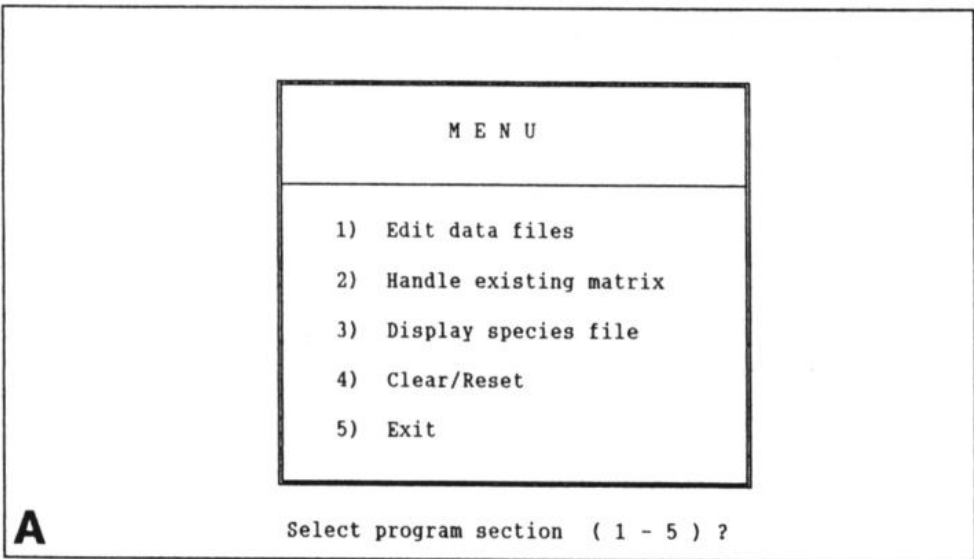 M E N U
1) Edit data files
2) Handle existing matrix
3) Display species file
4) Clear/Reset
5) Exit
A
Select program section ( 1 - 5 ) ?